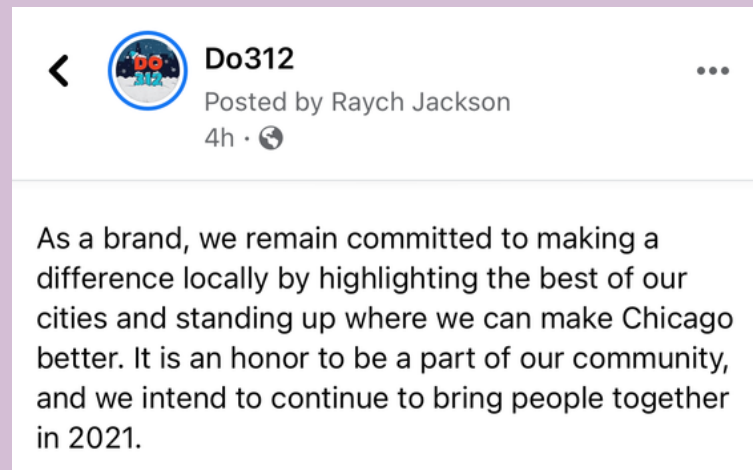 DO
312
Do312
Posted by Raych Jackson
4h ·
As a brand, we remain committed to making a
difference locally by highlighting the best of our
cities and standing up where we can make Chicago
better. It is an honor to be a part of our community,
and we intend to continue to bring people together
in 2021.